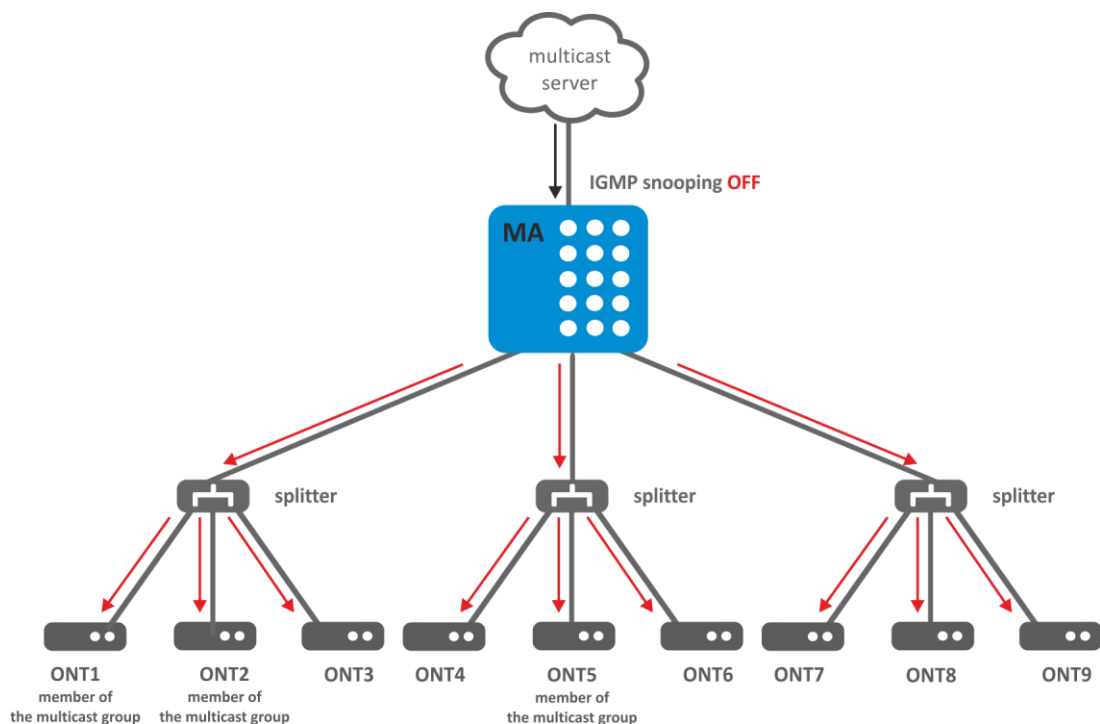 multicast
server
IGMP snooping OFF
MA
splitter
splitter
splitter
ONT1
member of
the multicast group
ONT2
member of
the multicast group
ONT3
ONT4
ONT5
member of
the multicast group
ONT6
ONT7
ONT8
ONT9